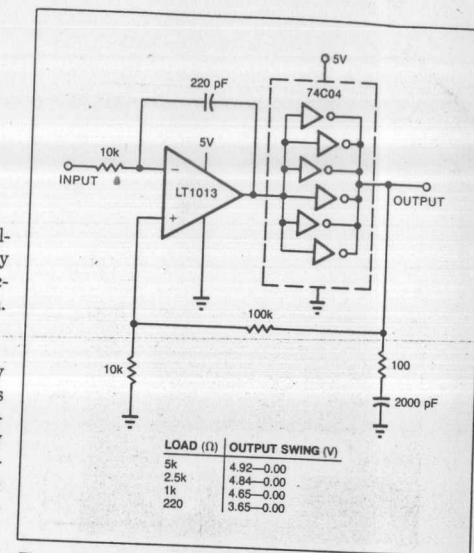 5V
74C04
220 pF
10k
INPUT
5V
LT1013
OUTPUT
100k
10k
100
2000 pF
LOAD (Ω) OUTPUT SWING (V)
5k 4.92—0.00
2.5k 4.84—0.00
1k 4.65—0.00
220 3.65—0.00